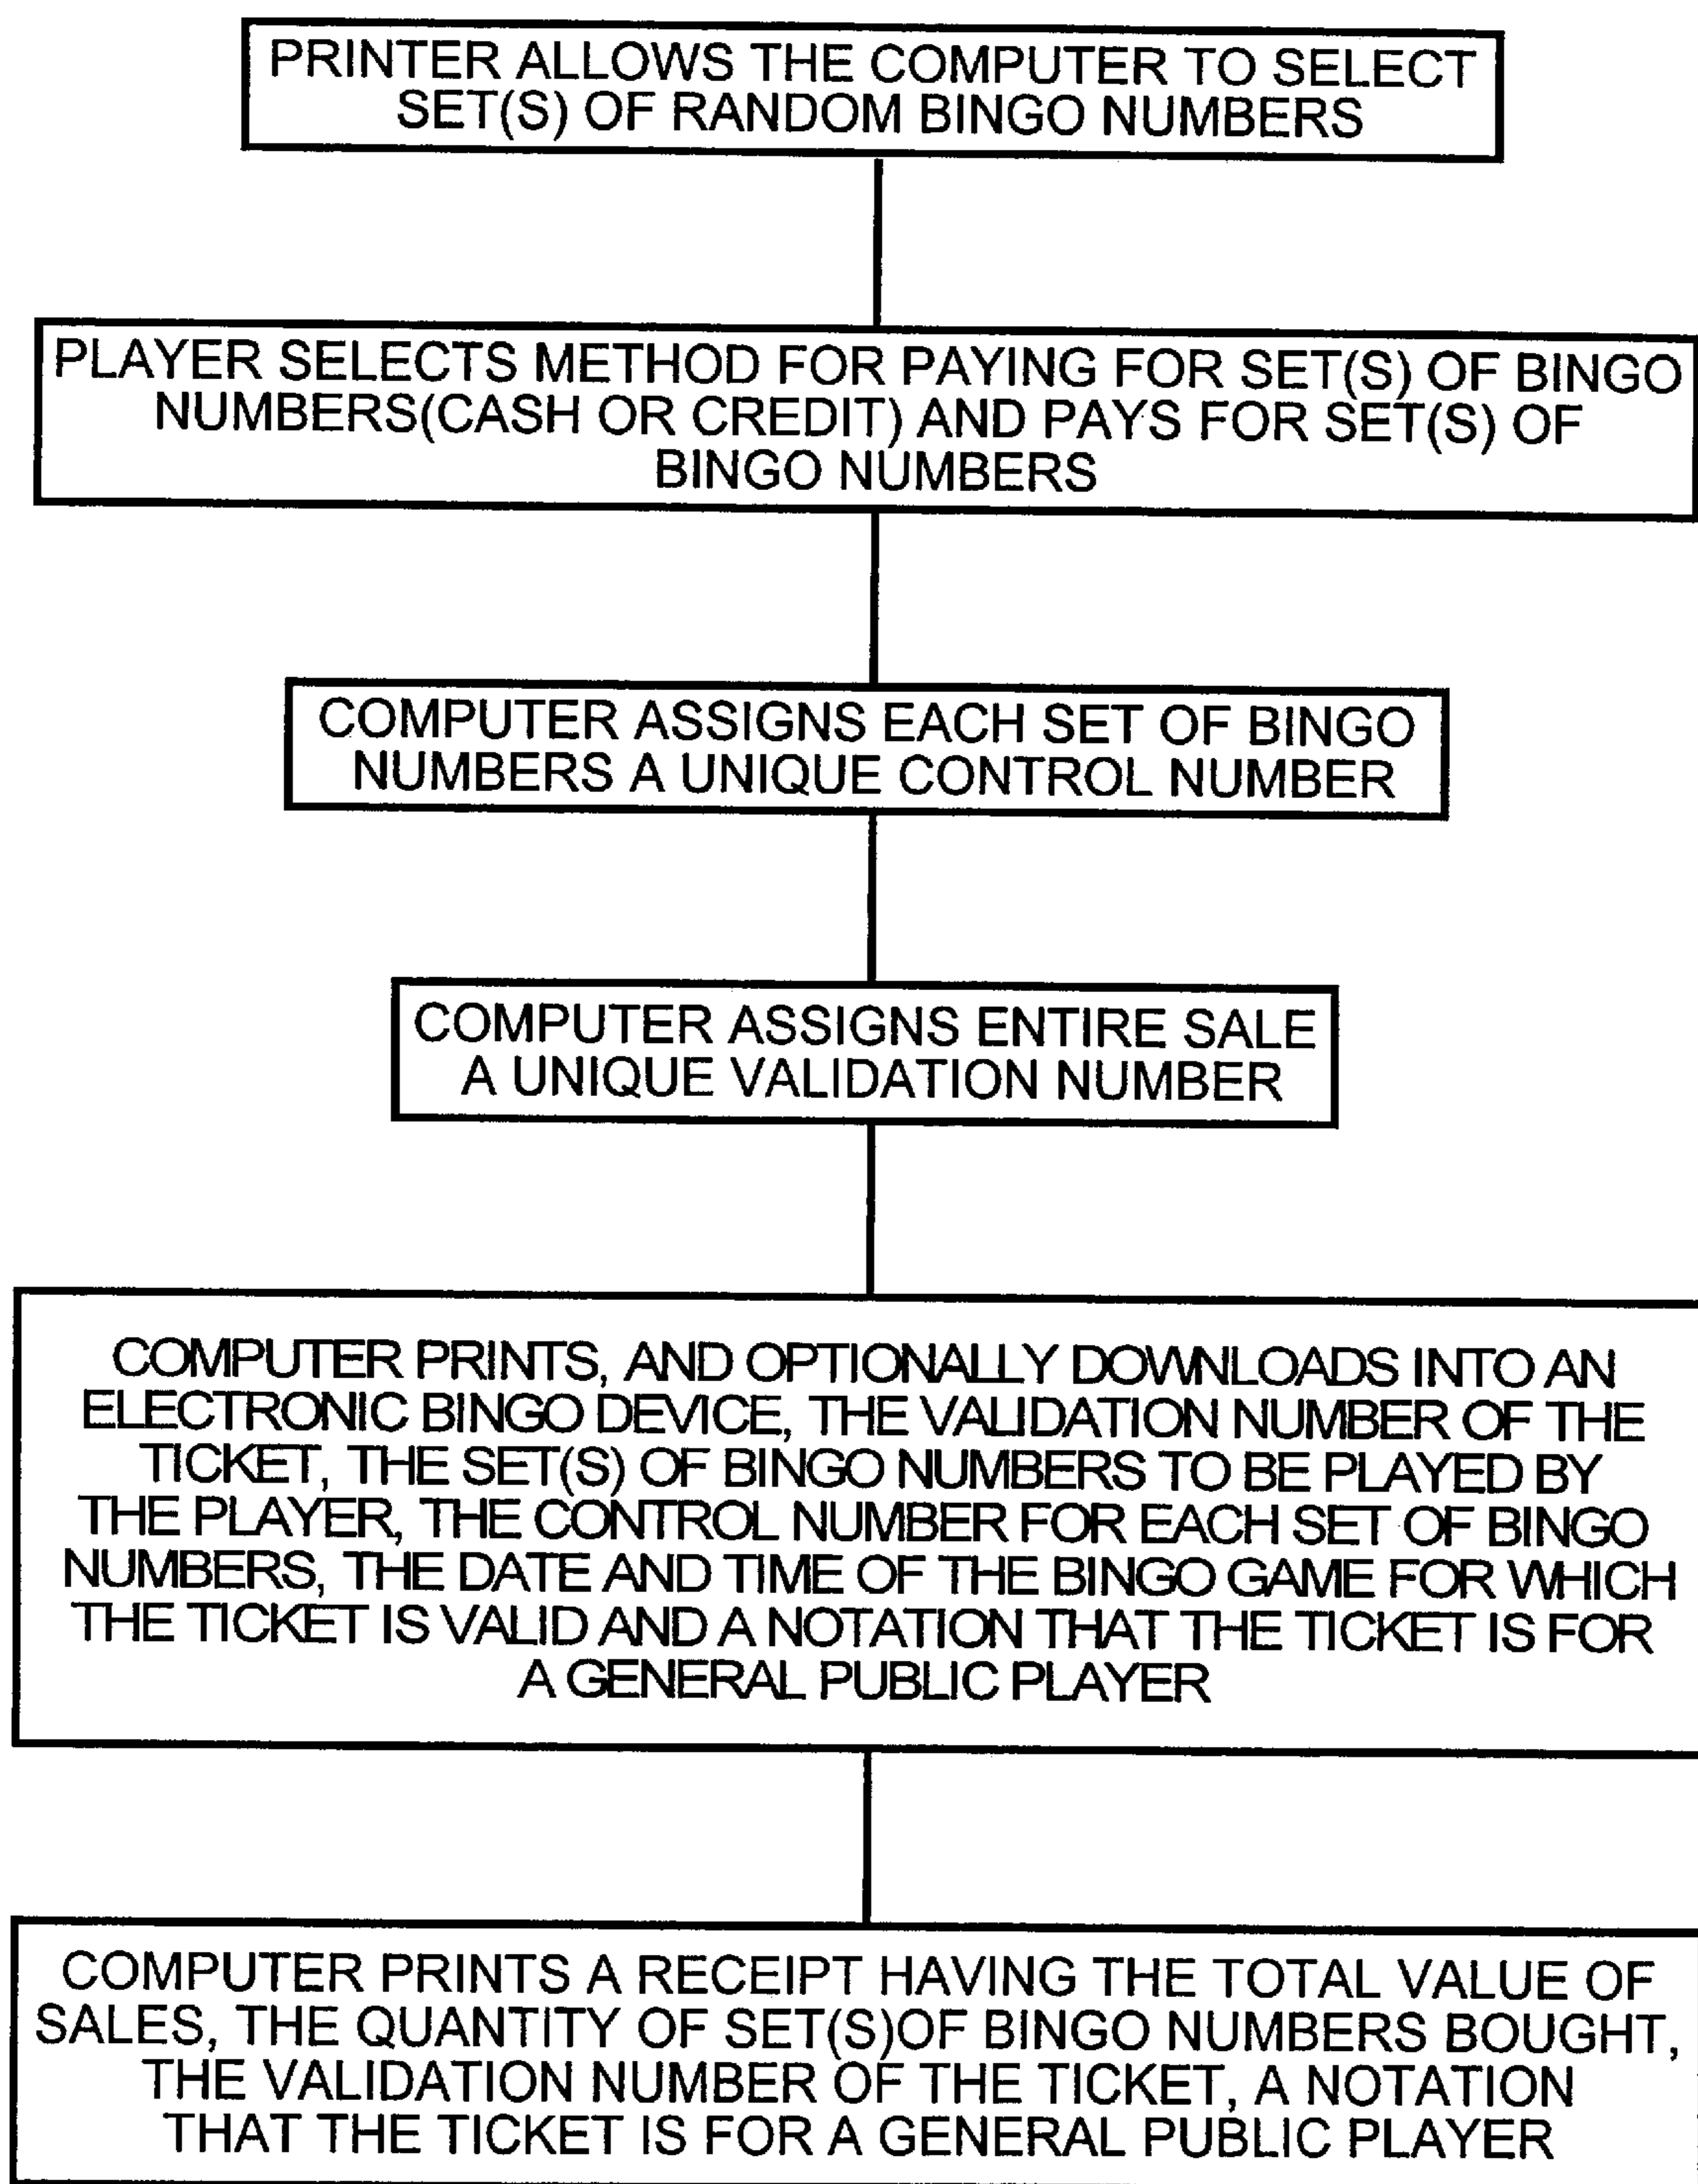 PRINTER ALLOWS THE COMPUTER TO SELECT
SET(S) OF RANDOM BINGO NUMBERS
PLAYER SELECTS METHOD FOR PAYING FOR SET(S) OF BINGO
NUMBERS(CASH OR CREDIT) AND PAYS FOR SET(S) OF
BINGO NUMBERS
COMPUTER ASSIGNS EACH SET OF BINGO
NUMBERS A UNIQUE CONTROL NUMBER
COMPUTER ASSIGNS ENTIRE SALE
A UNIQUE VALIDATION NUMBER
COMPUTER PRINTS, AND OPTIONALLY DOWNLOADS INTO AN
ELECTRONIC BINGO DEVICE, THE VALIDATION NUMBER OF THE
TICKET, THE SET(S) OF BINGO NUMBERS TO BE PLAYED BY
THE PLAYER, THE CONTROL NUMBER FOR EACH SET OF BINGO
NUMBERS, THE DATE AND TIME OF THE BINGO GAME FOR WHICH
THE TICKET IS VALID AND A NOTATION THAT THE TICKET IS FOR
A GENERAL PUBLIC PLAYER
COMPUTER PRINTS A RECEIPT HAVING THE TOTAL VALUE OF
SALES, THE QUANTITY OF SET(S)OF BINGO NUMBERS BOUGHT,
THE VALIDATION NUMBER OF THE TICKET, A NOTATION
THAT THE TICKET IS FOR A GENERAL PUBLIC PLAYER